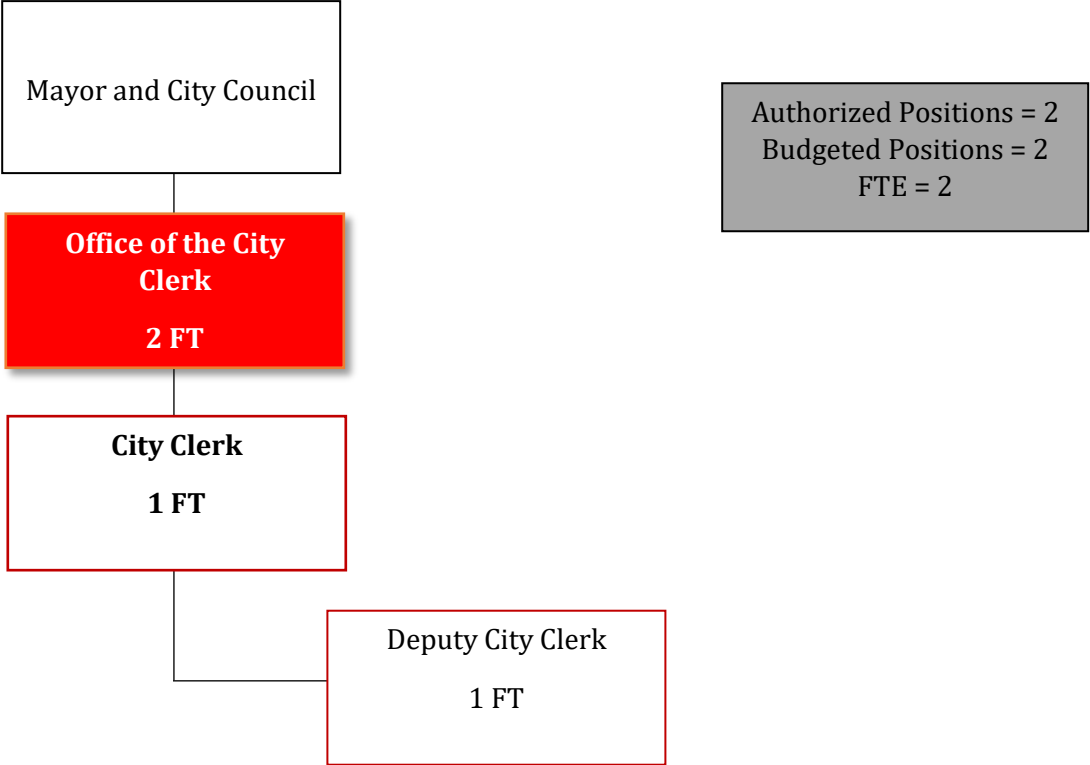 Mayor and City Council
Authorized Positions = 2
Budgeted Positions = 2
FTE = 2
Office of the City
Clerk
2 FT
City Clerk
1 FT
Deputy City Clerk
1 FT